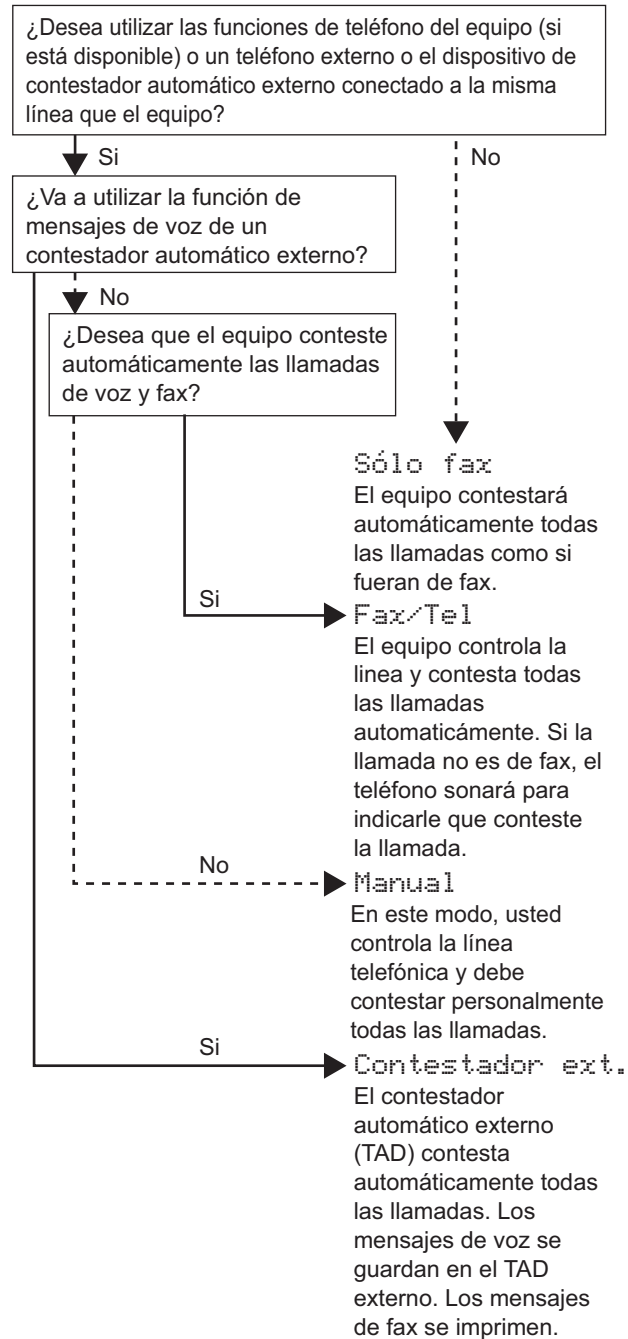 ¿Desea utilizar las funciones de teléfono del equipo (si
está disponible) o un teléfono externo o el dispositivo de
contestador automático externo conectado a la misma
línea que el equipo?
Si
No
¿Va a utilizar la función de
mensajes de voz de un
contestador automático externo?
No
¿Desea que el equipo conteste
automáticamente las llamadas
de voz y fax?
Sólo fax
El equipo contestará
automáticamente todas
las llamadas como si
fueran de fax.
Si
Fax/Tel
El equipo controla la
linea y contesta todas
las llamadas
automaticámente. Si la
llamada no es de fax, el
teléfono sonará para
indicarle que conteste
la llamada.
No
Manual
En este modo, usted
controla la línea
telefónica y debe
contestar personalmente
todas las llamadas.
Si
Contestador ext.
El contestador
automático externo
(TAD) contesta
automáticamente todas
las llamadas. Los
mensajes de voz se
guardan en el TAD
externo. Los mensajes
de fax se imprimen.